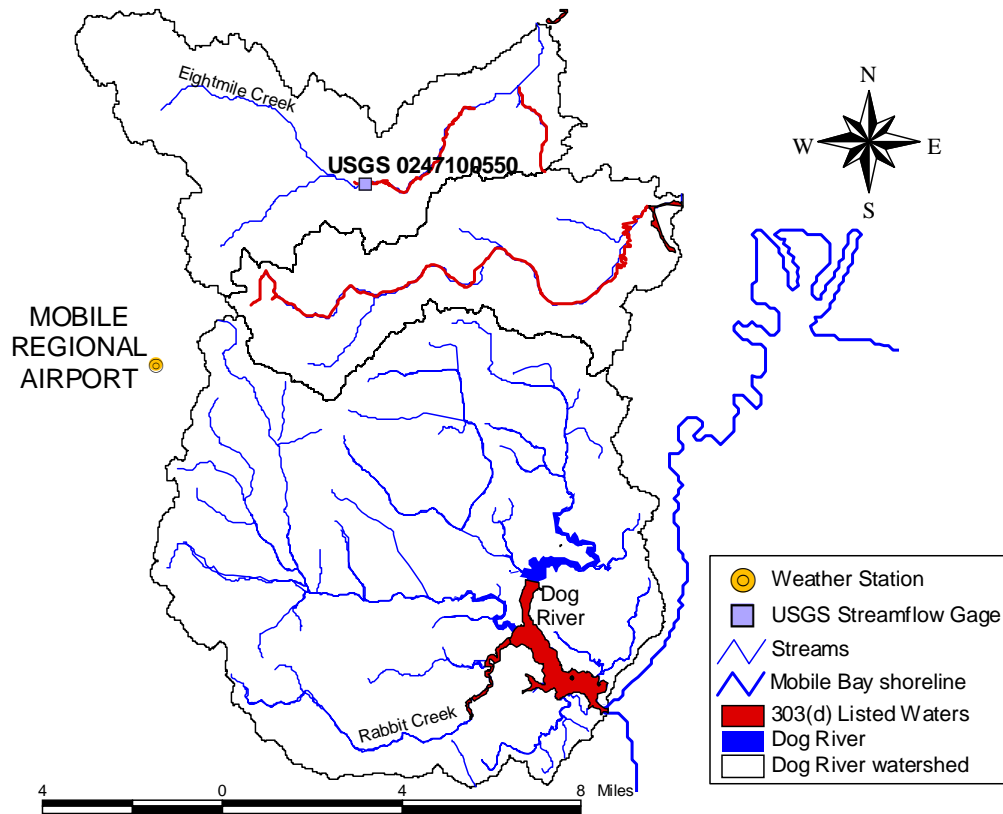 Eightmile Creek
USGS 0247100550
N
W
E
S
MOBILE
REGIONAL
AIRPORT
Dog
River
Rabbit Creek
Weather Station
USGS Streamflow Gage
Streams
Mobile Bay shoreline
303(d) Listed Waters
Dog River
Dog River watershed
4 0 4 8 Miles